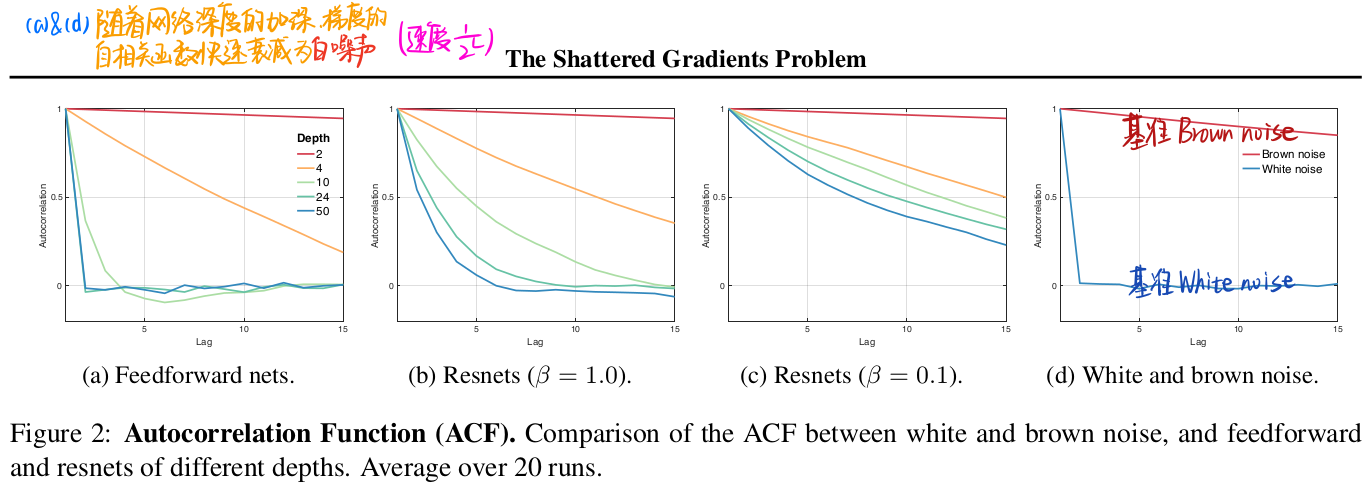 (a)&(d) 随着网络深度的加深,梯度的
自相关函数快速衰减为白噪声 (速度 1/2^L)
The Shattered Gradients Problem
1
0.5
0
Autocorrelation
5
10
15
Lag
Depth
2
4
10
24
50
(a) Feedforward nets.
1
0.5
0
Autocorrelation
5
10
15
Lag
(b) Resnets (β = 1.0).
1
0.5
0
Autocorrelation
5
10
15
Lag
(c) Resnets (β = 0.1).
1
0.5
0
Autocorrelation
5
10
15
Lag
基准 Brown noise
Brown noise
White noise
基准 White noise
(d) White and brown noise.
Figure 2: Autocorrelation Function (ACF). Comparison of the ACF between white and brown noise, and feedforward
and resnets of different depths. Average over 20 runs.